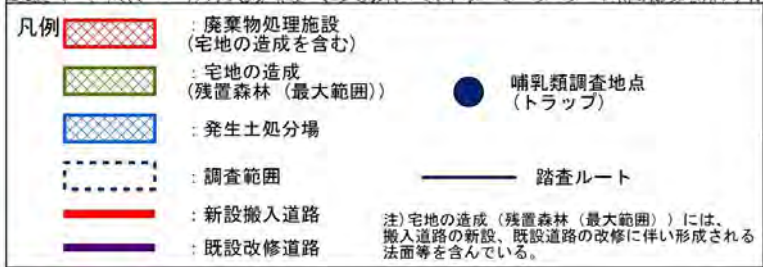 凡例
：廃棄物処理施設
（宅地の造成を含む）
：宅地の造成
（残置森林（最大範囲））
：発生土処分場
：調査範囲
：新設搬入道路
：既設改修道路
哺乳類調査地点
（トラップ）
踏査ルート
注）宅地の造成（残置森林（最大範囲））には、
搬入道路の新設、既設道路の改修に伴い形成される
法面等を含んでいる。